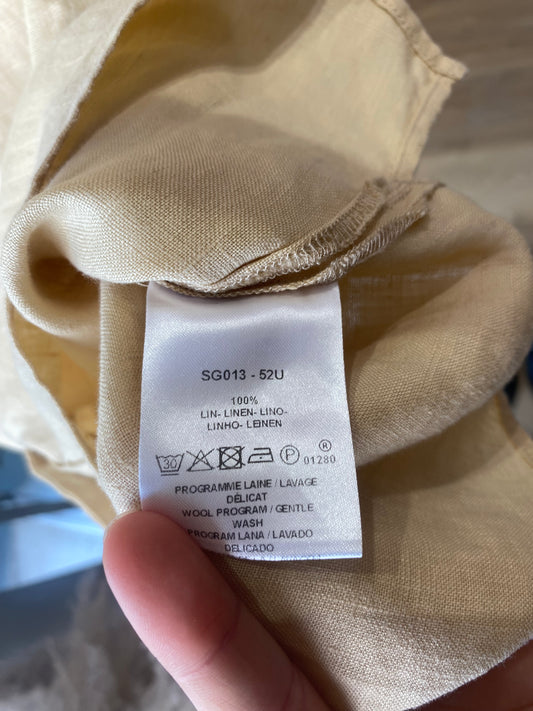 SG013 - 52U
100%
LIN- LINEN- LINO-
LINHO- LEINEN
30 P ® 01280
PROGRAMME LAINE / LAVAGE
DÉLICAT
WOOL PROGRAM / GENTLE
WASH
PROGRAM LANA / LAVADO
DELICADO